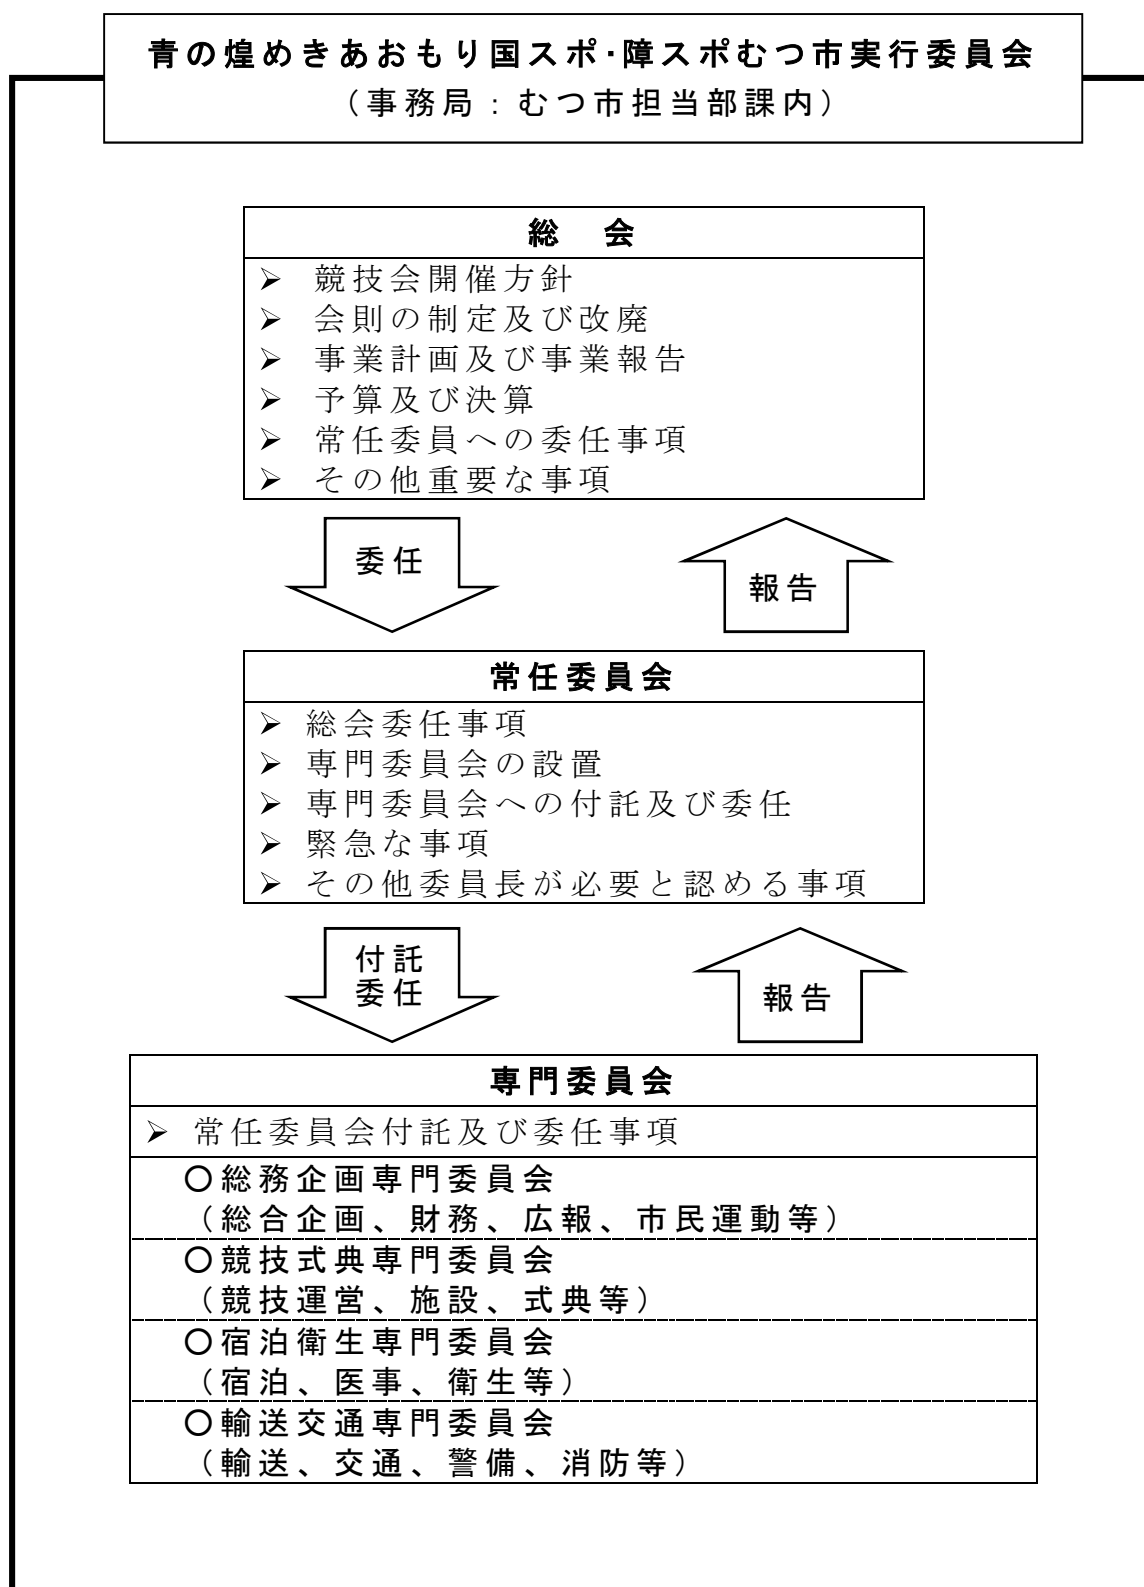 青の煌めきあおもり国スポ･障スポむつ市実行委員会
（事務局：むつ市担当部課内）
総　会
➢ 競技会開催方針
➢ 会則の制定及び改廃
➢ 事業計画及び事業報告
➢ 予算及び決算
➢ 常任委員への委任事項
➢ その他重要な事項
委任
報告
常任委員会
➢ 総会委任事項
➢ 専門委員会の設置
➢ 専門委員会への付託及び委任
➢ 緊急な事項
➢ その他委員長が必要と認める事項
付託
委任
報告
専門委員会
➢ 常任委員会付託及び委任事項
○総務企画専門委員会
（総合企画、財務、広報、市民運動等）
○競技式典専門委員会
（競技運営、施設、式典等）
○宿泊衛生専門委員会
（宿泊、医事、衛生等）
○輸送交通専門委員会
（輸送、交通、警備、消防等）